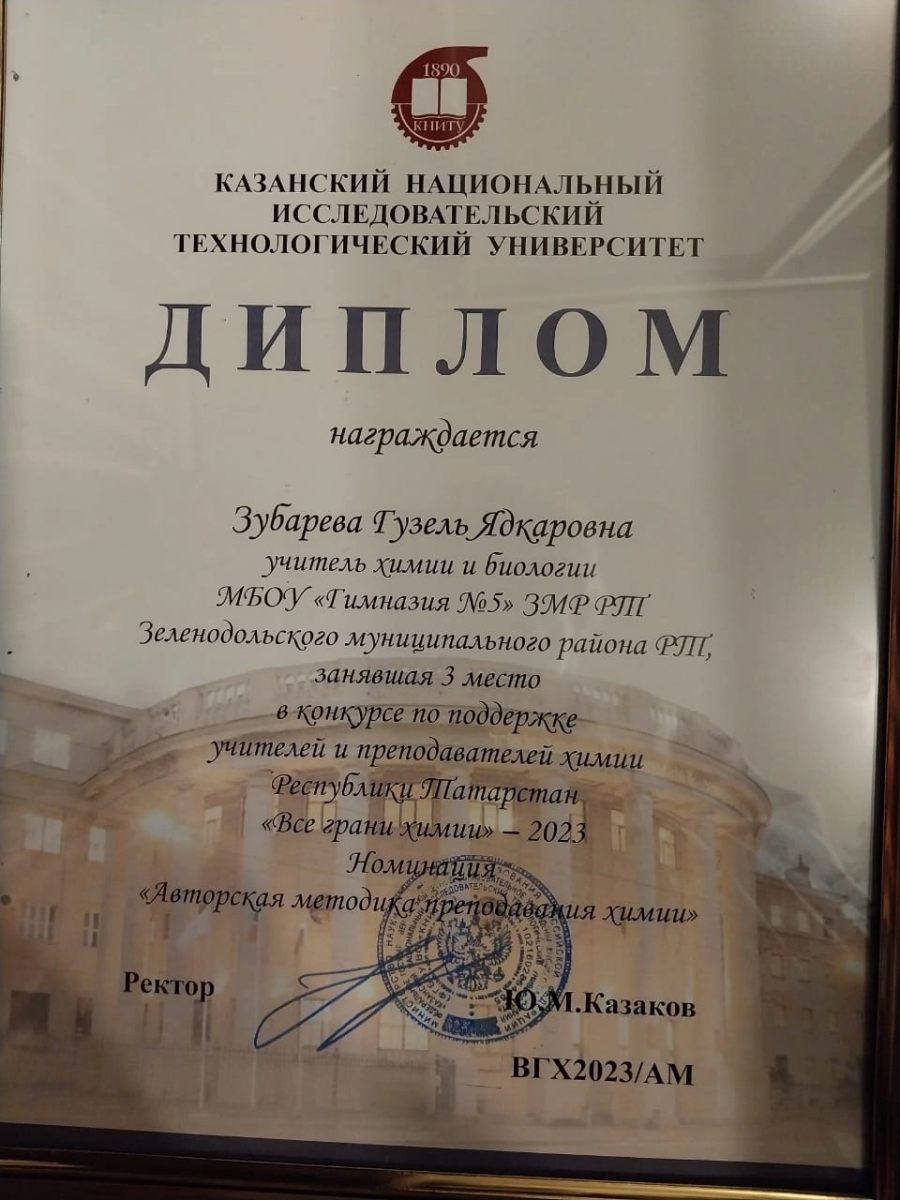 1890
КНИТУ
КАЗАНСКИЙ НАЦИОНАЛЬНЫЙ
ИССЛЕДОВАТЕЛЬСКИЙ
ТЕХНОЛОГИЧЕСКИЙ УНИВЕРСИТЕТ
ДИПЛОМ
награждается
Зубарева Гузель Ядкаровна
учитель химии и биологии
МБОУ «Гимназия №5» ЗМР РТ
Зеленодольского муниципального района РТ,
занявшая 3 место
в конкурсе по поддержке
учителей и преподавателей химии
Республики Татарстан
«Все грани химии» – 2023
Номинация
«Авторская методика преподавания химии»
Ректор
Ю.М.Казаков
ВГХ2023/АМ